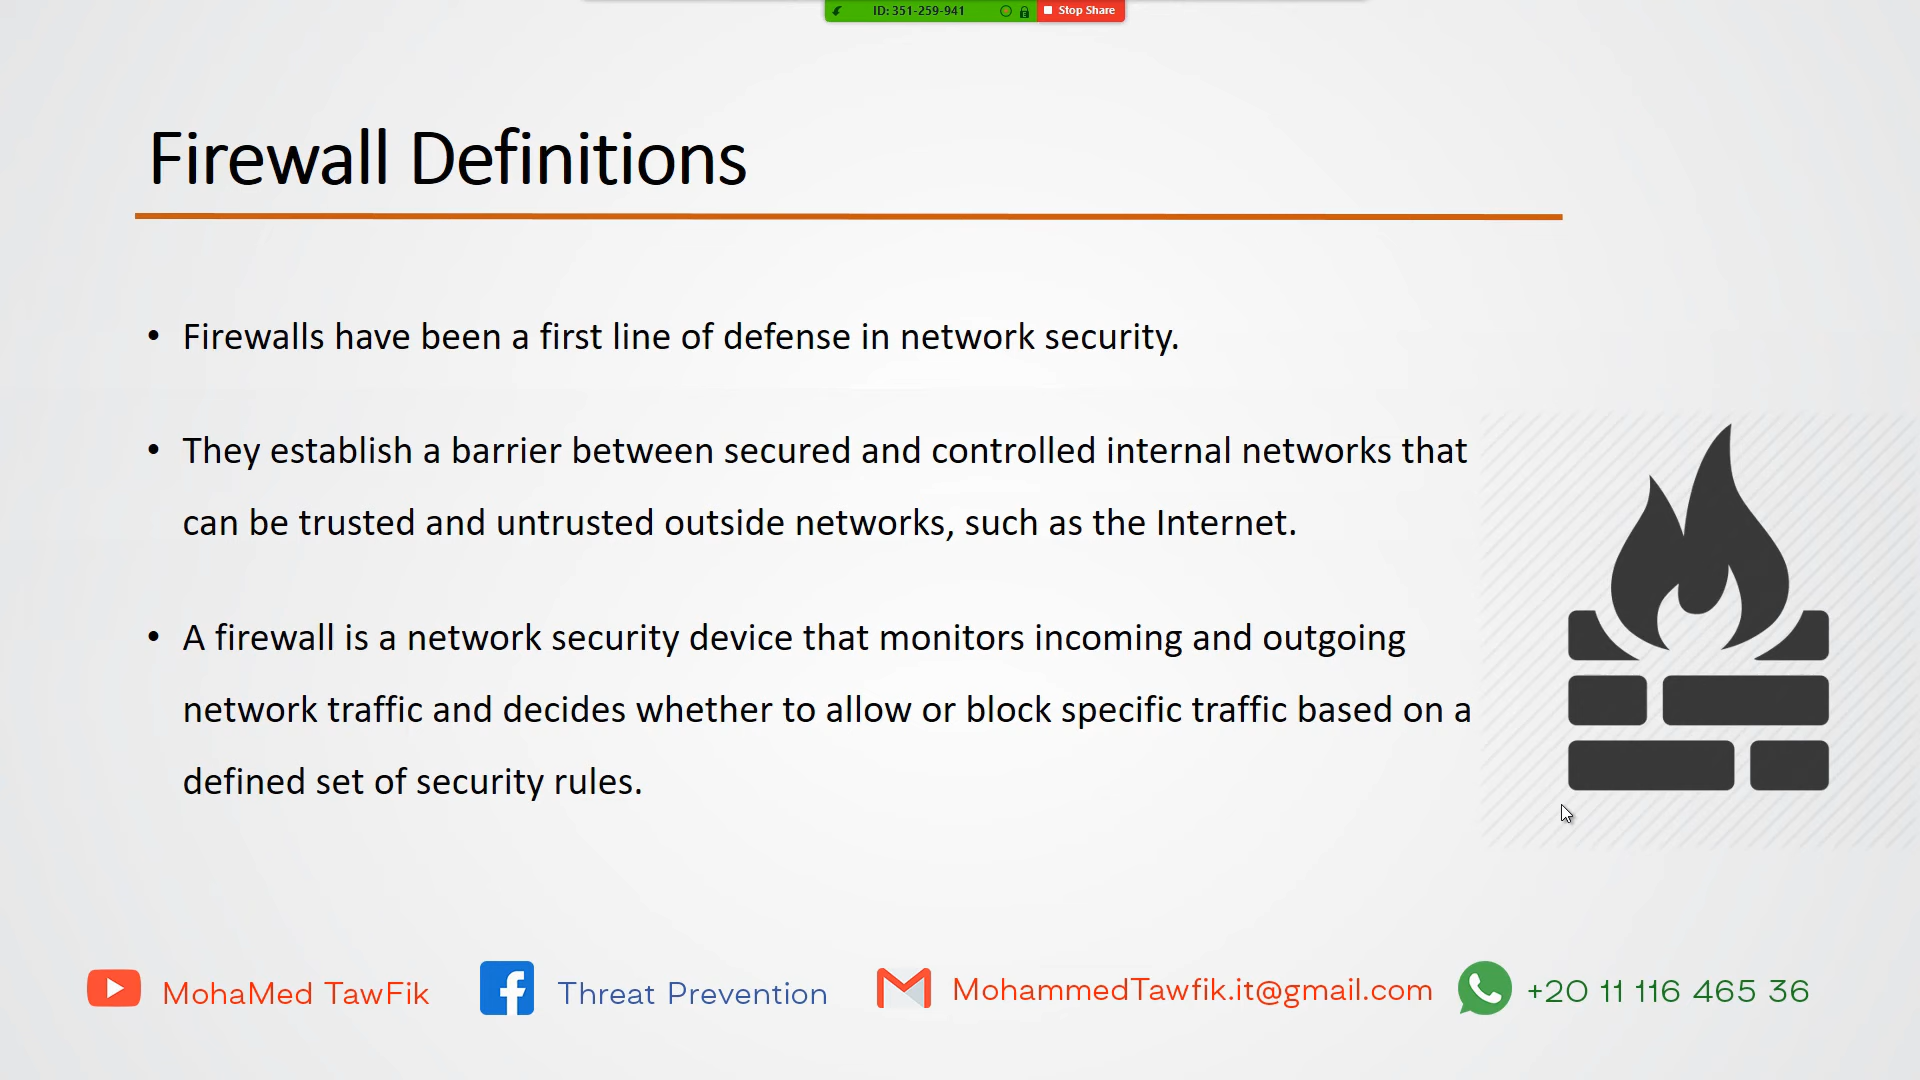 ID: 351-259-941 Stop Share
Firewall Definitions
• Firewalls have been a first line of defense in network security.
• They establish a barrier between secured and controlled internal networks that
can be trusted and untrusted outside networks, such as the Internet.
• A firewall is a network security device that monitors incoming and outgoing
network traffic and decides whether to allow or block specific traffic based on a
defined set of security rules.
MohaMed TawFik Threat Prevention MohammedTawfik.it@gmail.com +20 11 116 465 36